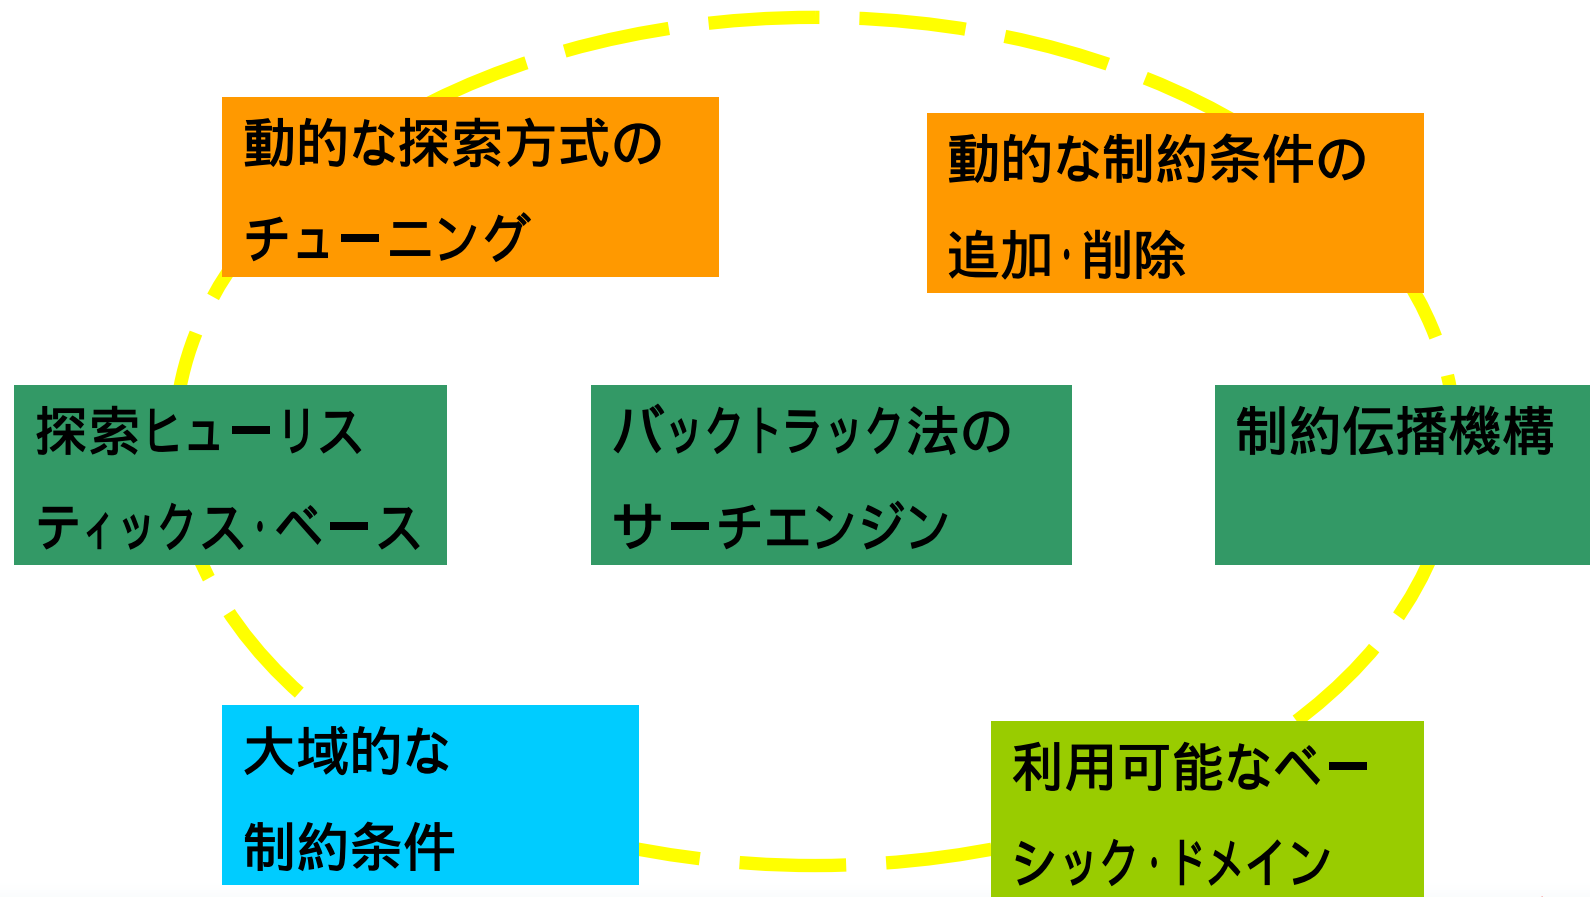 動的な探索方式の
チューニング
動的な制約条件の
追加・削除
探索ヒューリス
ティックス・ベース
バックトラック法の
サーチエンジン
制約伝播機構
大域的な
制約条件
利用可能なベー
シック・ドメイン